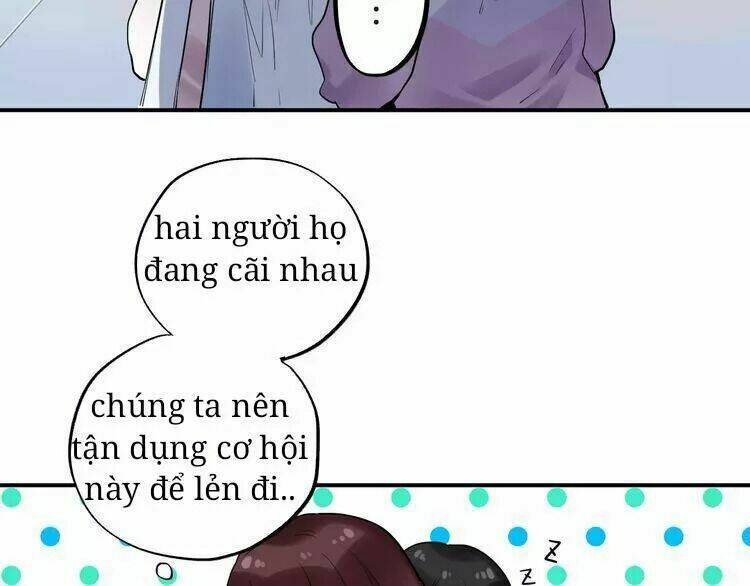 :
hai người họ
đang cãi nhau
chúng ta nên
tận dụng cơ hội
này để lẻn đi..
z
z
z